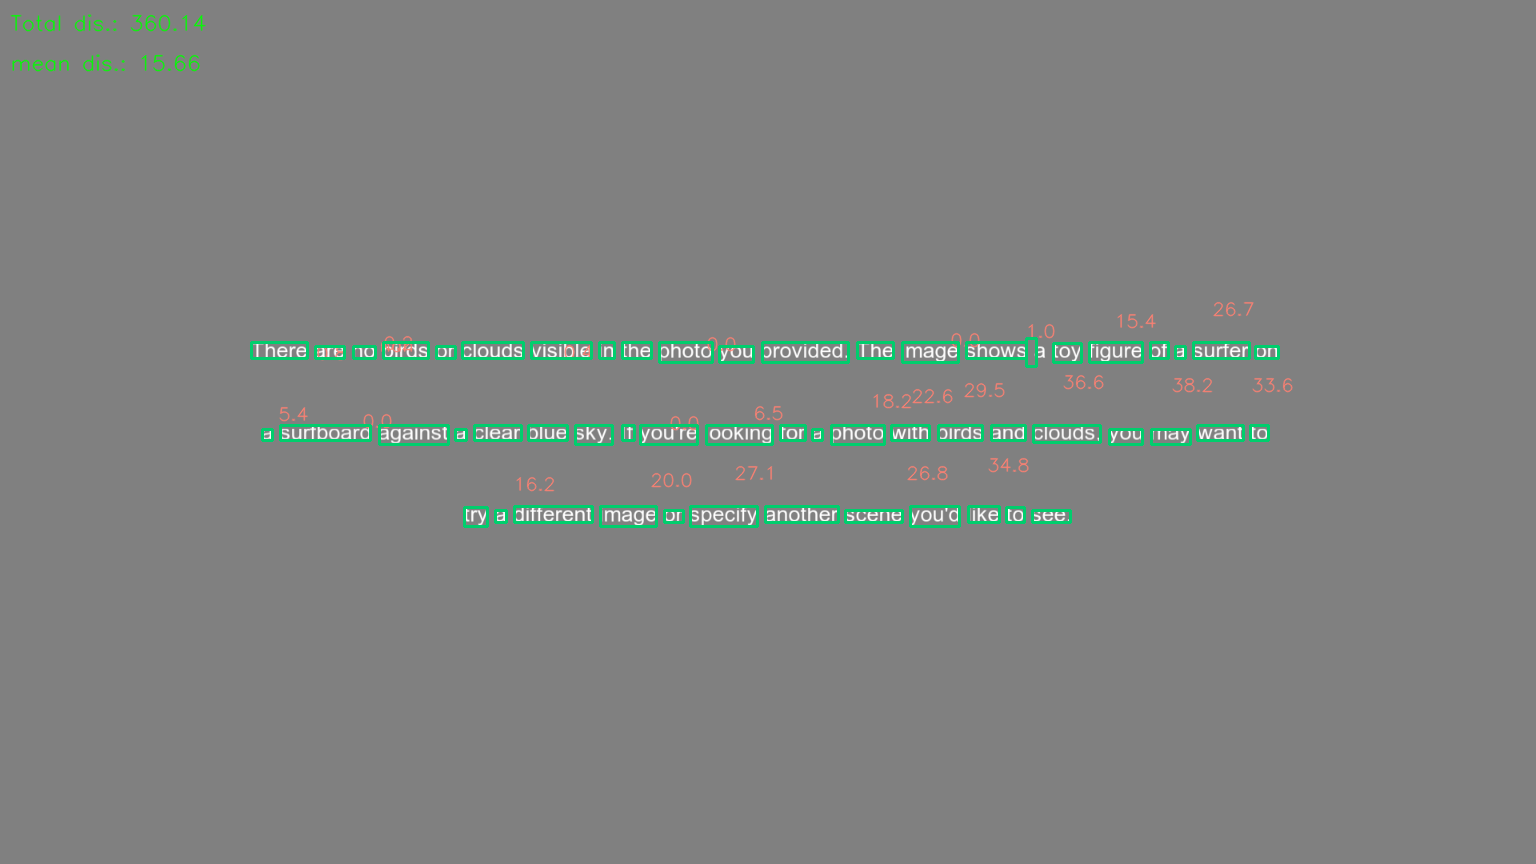 Total dis.: 360.14
mean dis.: 15.66
26.7
15.4
1.0
0.0
0.0
There are no birds or clouds visible in the photo you provided. The image shows a toy figure of a surfer on
36.6 38.2 33.6
29.5
22.6
18.2
6.5
5.4
0.0
0.0
a surfboard against a clear blue sky. If you're looking for a photo with birds and clouds, you may want to
34.8
27.1
26.8
20.0
16.2
try a different image or specify another scene you'd like to see.